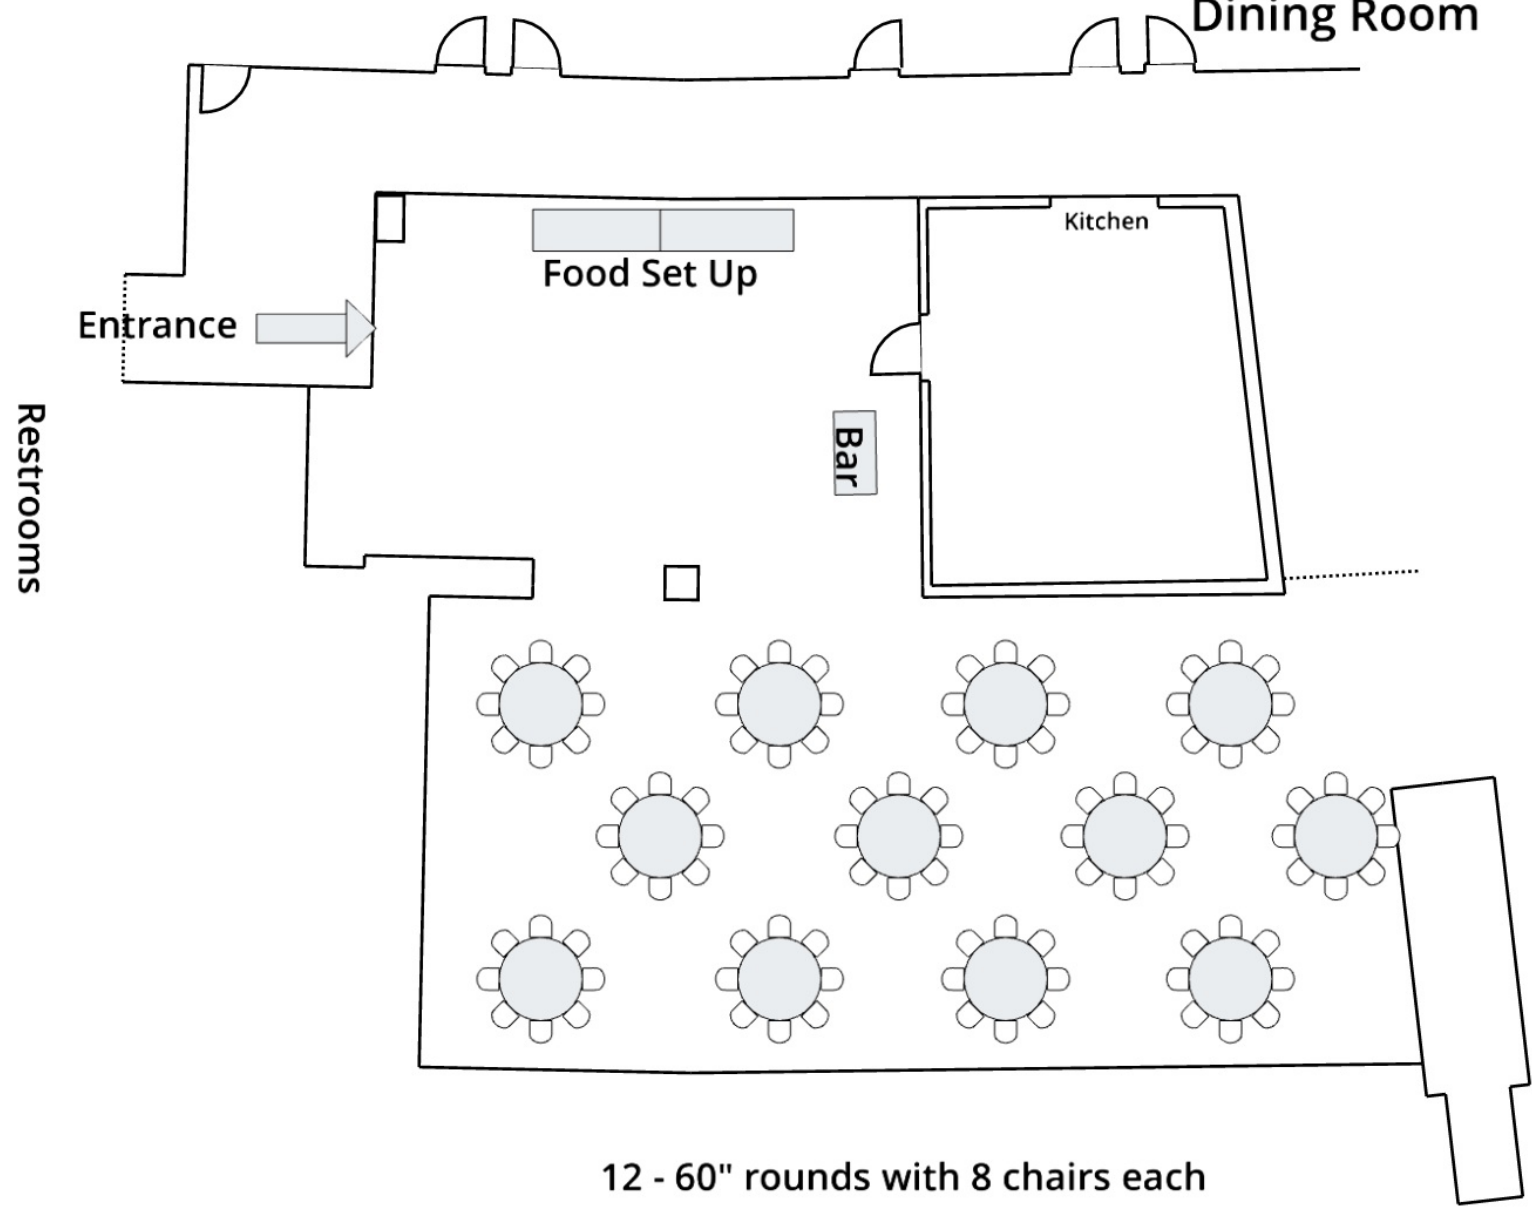 Dining Room
Kitchen
Food Set Up
Entrance
Restrooms
Bar
12 - 60" rounds with 8 chairs each